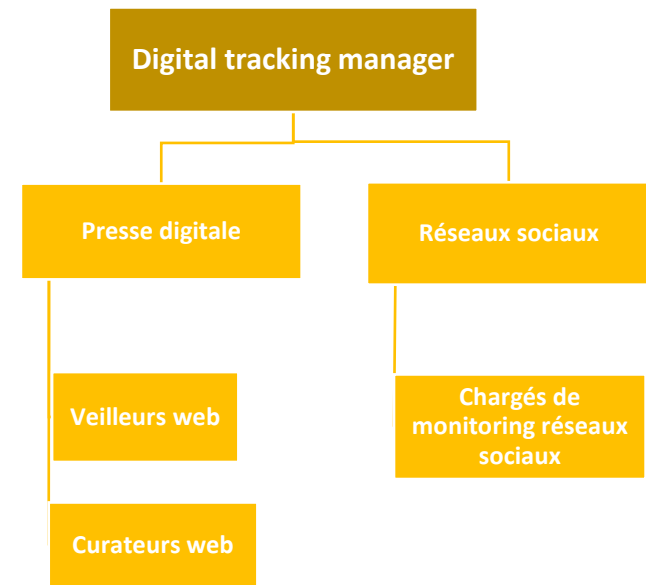 Digital tracking manager
Presse digitale
Réseaux sociaux
Veilleurs web
Chargés de
monitoring réseaux
sociaux
Curateurs web